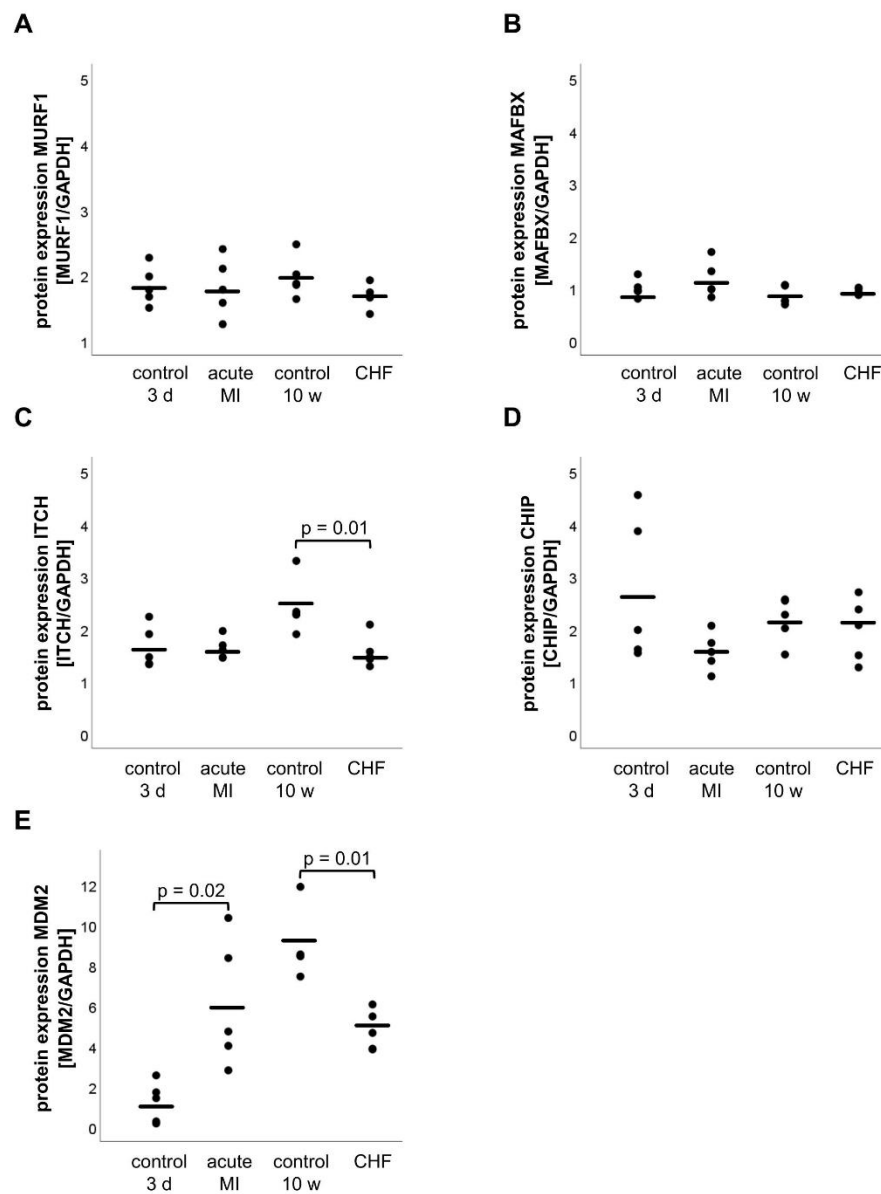 A
protein expression MURF1
[MURF1/GAPDH]
5
4
3
2
1
control
3 d
acute
MI
control
10 w
CHF
B
protein expression MAFBX
[MAFBX/GAPDH]
5
4
3
2
1
0
control
3 d
acute
MI
control
10 w
CHF
C
protein expression ITCH
[ITCH/GAPDH]
5
4
3
2
1
0
p = 0.01
control
3 d
acute
MI
control
10 w
CHF
D
protein expression CHIP
[CHIP/GAPDH]
5
4
3
2
1
0
control
3 d
acute
MI
control
10 w
CHF
E
protein expression MDM2
[MDM2/GAPDH]
12
10
8
6
4
2
0
p = 0.02
p = 0.01
control
3 d
acute
MI
control
10 w
CHF